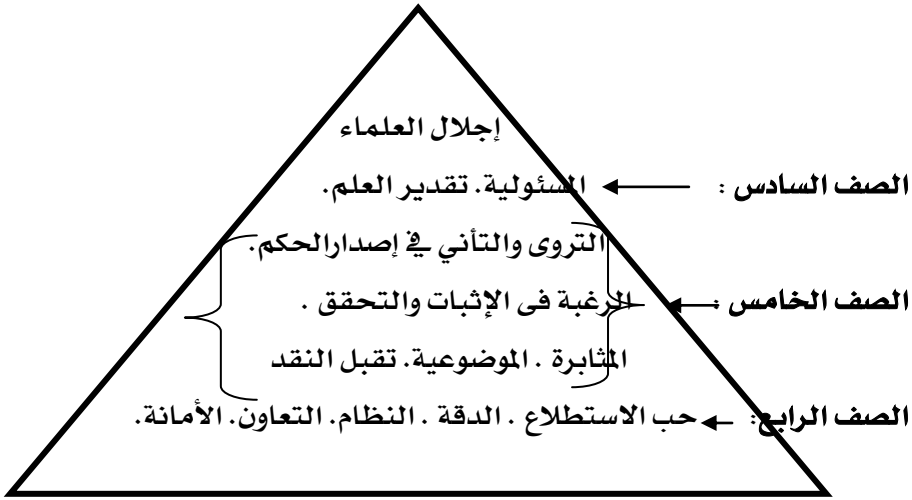 إجلال العلماء
الصف السادس : المسئولية. تقدير العلم.
التروى والتأني في إصدارالحكم.
الصف الخامس : الرغبة فى الإثبات والتحقق .
المثابرة . الموضوعية. تقبل النقد
الصف الرابع: حب الاستطلاع . الدقة . النظام. التعاون. الأمانة.